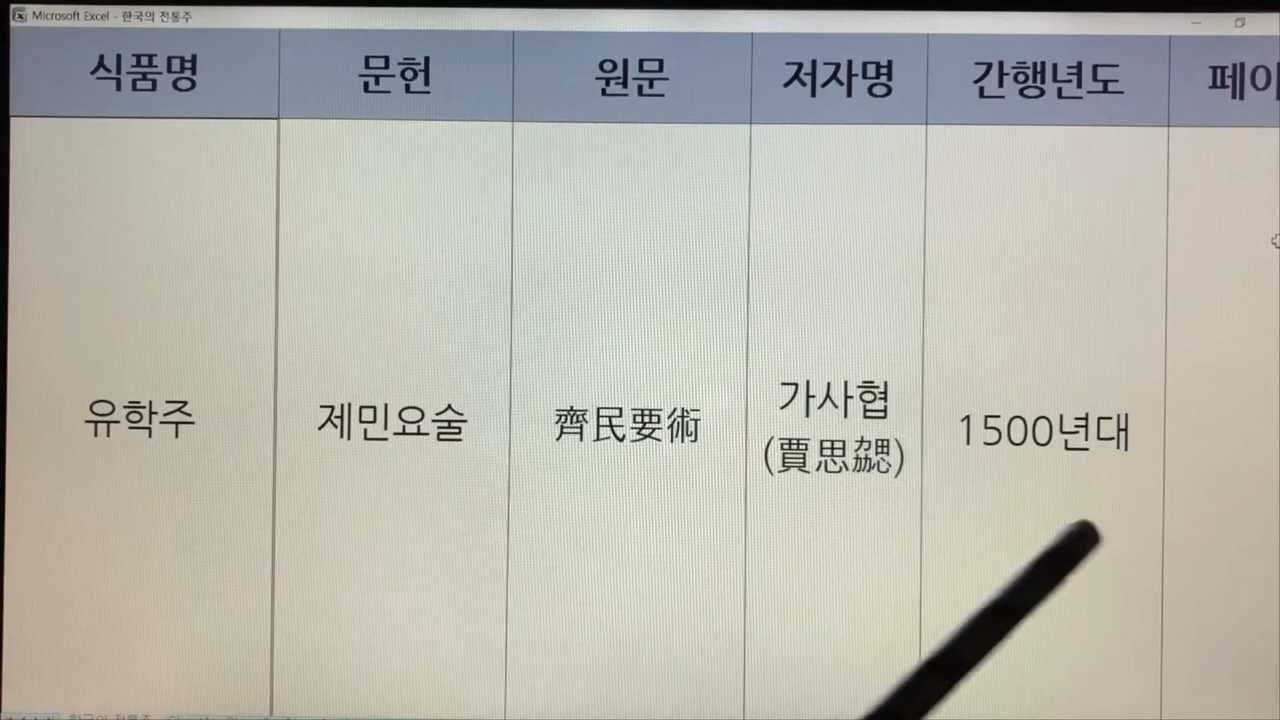 Microsoft Excel - 한국의 전통주
식품명 문헌 원문 저자명 간행년도 페이
유학주 제민요술 齊民要術 가사협 1500년대
(賈思勰)